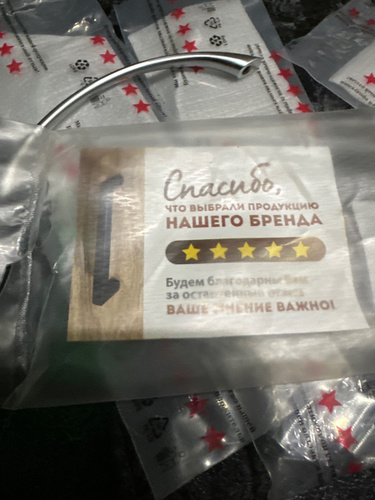 Спасибо,
ЧТО ВЫБРАЛИ ПРОДУКЦИЮ
НАШЕГО БРЕНДА
Будем благодарны Вам
за оставленный отзыв
ВАШЕ МНЕНИЕ ВАЖНО!